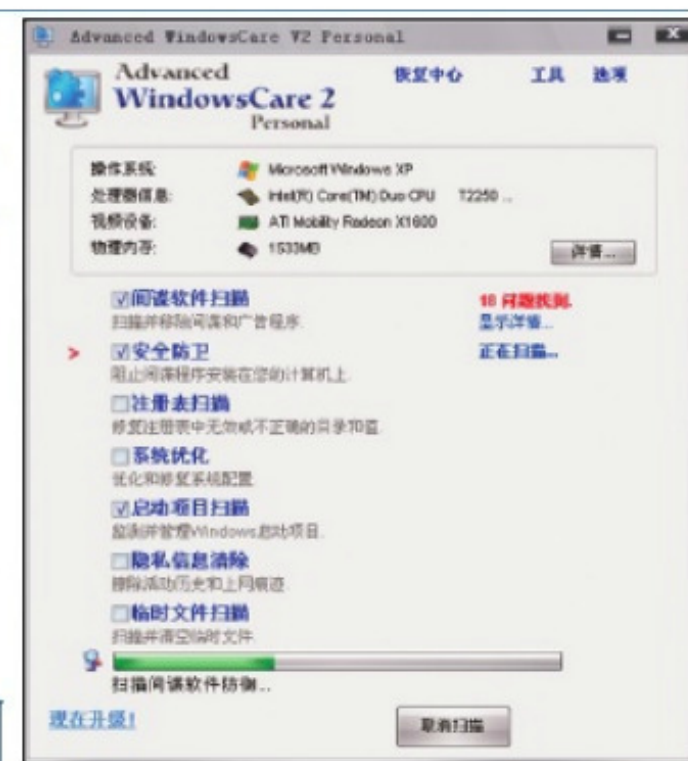 Advanced WindowsCare V2 Personal
Advanced
WindowsCare 2
Personal
恢复中心 工具 选项
操作系统: Microsoft Windows XP
处理器信息: Intel(R) Core(TM) Duo CPU T2250 ...
视频设备: ATI Mobility Radeon X1600
物理内存: 1533MB
详情...
间谍软件扫描 18 问题找到.
扫描并移除间谍和广告程序. 显示详情...
> 安全防卫 正在扫描...
阻止间谍程序安装在您的计算机上.
注册表扫描
修复注册表中无效或不正确的目录和值.
系统优化
优化和修复系统配置
启动项目扫描
监测并管理Windows启动项目.
隐私信息清除
擦除活动历史和上网痕迹.
临时文件扫描
扫描并清空临时文件.
扫描间谍软件防御..
现在升级! 取消扫描